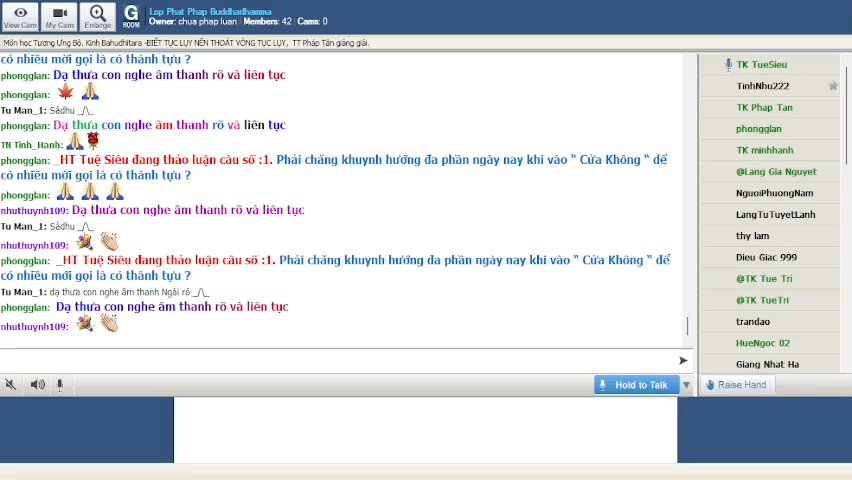 Lop Phat Phap Buddhadhamma
Owner: chua phap luan | Members: 42 | Cams: 0
View Cam
My Cam
Enlarge
G
ROOM
Môn học Tương Ưng Bộ. Kinh Bahudhitara -BIẾT TỤC LỤY NÊN THOÁT VÒNG TỤC LỤY, TT Pháp Tân giảng giải.
có nhiều mời gọi là có thành tựu ?
phongglan: Dạ thưa con nghe âm thanh rõ và liên tục
phongglan:
Tu Man_1: Sàdhu _/\_
phongglan: Dạ thưa con nghe âm thanh rõ và liên tục
TN Tinh_Hanh:
phongglan: _HT Tuệ Siêu đang thảo luận câu số :1. Phải chăng khuynh hướng đa phần ngày nay khi vào " Cửa Không " để
có nhiều mời gọi là có thành tựu ?
phongglan:
nhuthuynh109: Dạ thưa con nghe âm thanh rõ và liên tục
Tu Man_1: Sàdhu _/\_
nhuthuynh109:
phongglan: _HT Tuệ Siêu đang thảo luận câu số :1. Phải chăng khuynh hướng đa phần ngày nay khi vào " Cửa Không " để
có nhiều mời gọi là có thành tựu ?
Tu Man_1: dạ thưa con nghe âm thanh Ngài rỏ _/\_
phongglan: Dạ thưa con nghe âm thanh rõ và liên tục
nhuthuynh109:
Hold to Talk
TK TueSieu
TinhNhu222
TK Phap Tan
phongglan
TK minhhanh
@Lang Gia Nguyet
NguoiPhuongNam
LangTuTuyetLanh
thy lam
Dieu Giac 999
@TK Tue Tri
@TK TueTri
trandao
HueNgoc 02
Giang Nhat Ha
Raise Hand